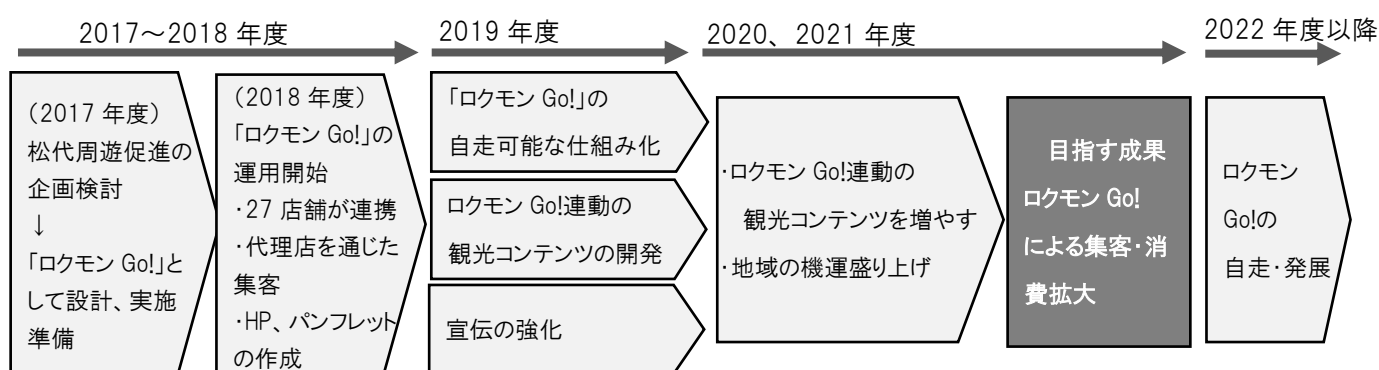 2017～2018 年度
2019 年度
2020、2021 年度
2022 年度以降
（2017 年度）
松代周遊促進の
企画検討
↓
「ロクモン Go!」と
して設計、実施
準備
（2018 年度）
「ロクモン Go!」の
運用開始
・27 店舗が連携
・代理店を通じた
集客
・HP、パンフレット
の作成
「ロクモン Go!」の
自走可能な仕組み化
ロクモン Go!連動の
観光コンテンツの開発
宣伝の強化
・ロクモン Go!連動の
観光コンテンツを増やす
・地域の機運盛り上げ
目指す成果
ロクモン Go!
による集客・消
費拡大
ロクモン
Go!の
自走・発展